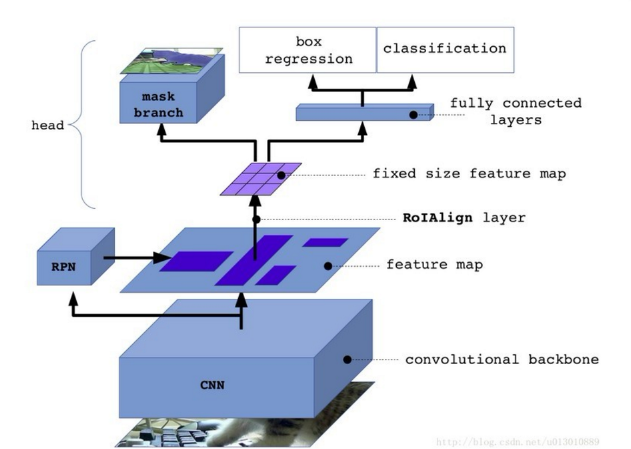 box
regression
classification
mask
branch
head
fully connected
layers
fixed size feature map
RoIAlign layer
RPN
feature map
convolutional backbone
CNN
http://blog.csdn.net/u013010889